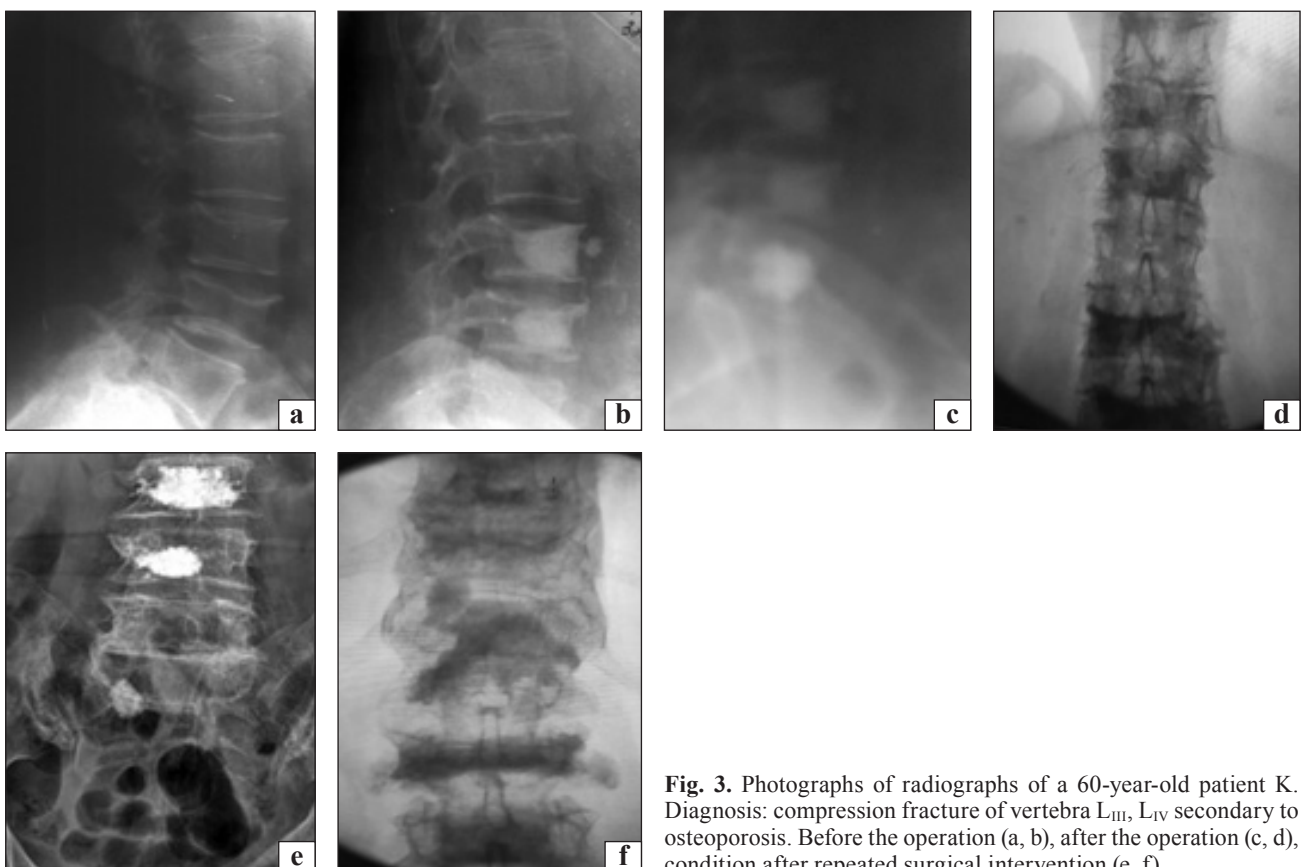 a
b
c
d
e
f
Fig. 3. Photographs of radiographs of a 60-year-old patient K.
Diagnosis: compression fracture of vertebra LIII, LIV secondary to
osteoporosis. Before the operation (a, b), after the operation (c, d),
condition after repeated surgical intervention (e, f)